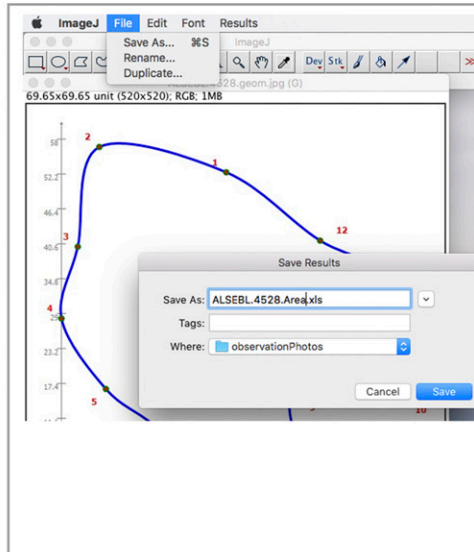 ImageJ File Edit Font Results
Save As... ⌘S
Rename...
Duplicate...
ImageJ
Dev Stk
4528.geom.jpg (G)
69.65x69.65 unit (520x520); RGB; 1MB
58
52.2
46.4
40.6
34.8
29
23.2
17.4
2
1
12
3
4
5
10
Save Results
Save As: ALSEBL.4528.Area.xls
Tags:
Where: observationPhotos
Cancel Save